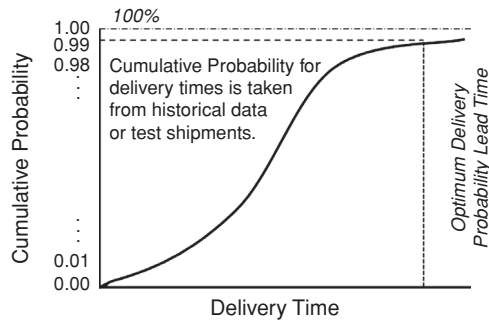 100%
1.00
0.99
0.98
Cumulative Probability for
delivery times is taken
from historical data
or test shipments.
Cumulative Probability
0.01
0.00
Optimum Delivery
Probability Lead Time
Delivery Time